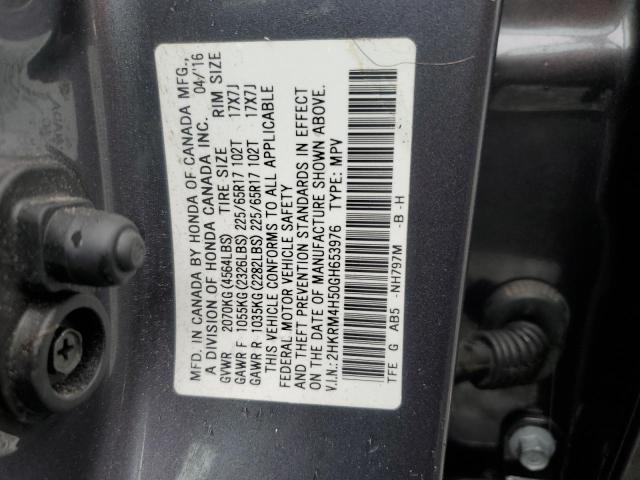 MFD. IN CANADA BY HONDA OF CANADA MFG.,
A DIVISION OF HONDA CANADA INC. 04/'16
TIRE SIZE RIM SIZE
GVWR 2070KG(4564LBS)
GAWR F 1055KG(2326LBS)225/65R17 102T 17X7J
GAWR R 1035KG(2282LBS)225/65R17 102T 17X7J
THIS VEHICLE CONFORMS TO ALL APPLICABLE
FEDERAL MOTOR VEHICLE SAFETY
AND THEFT PREVENTION STANDARDS IN EFFECT
ON THE DATE OF MANUFACTURE SHOWN ABOVE.
V.I.N.: 2HKRM4H50GH653976 TYPE: MPV
TFE G AB5 -NH797M -B -H